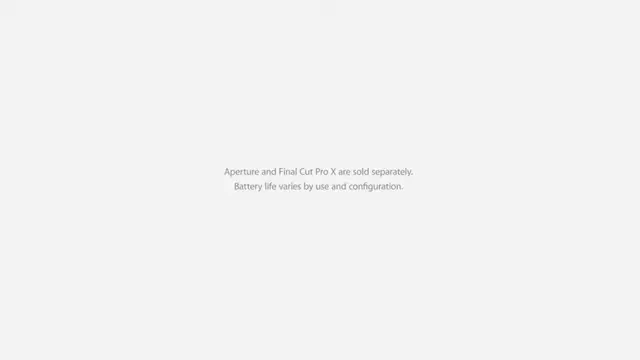 Aperture and Final Cut Pro X are sold separately.
Battery life varies by use and configuration.